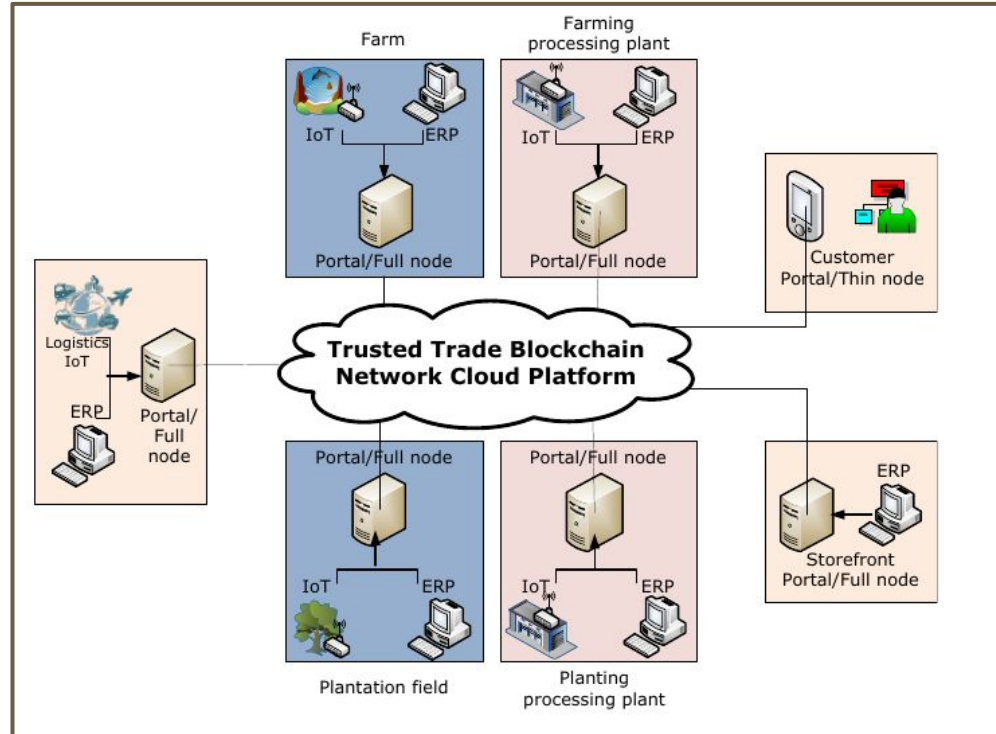 Farm
Farming
processing plant
IoT
ERP
Portal/Full node
IoT
ERP
Portal/Full node
Customer
Portal/Thin node
Logistics
IoT
ERP
Portal/
Full
node
Trusted Trade Blockchain
Network Cloud Platform
Portal/Full node
IoT
ERP
Plantation field
Portal/Full node
IoT
ERP
Planting
processing plant
ERP
Storefront
Portal/Full node